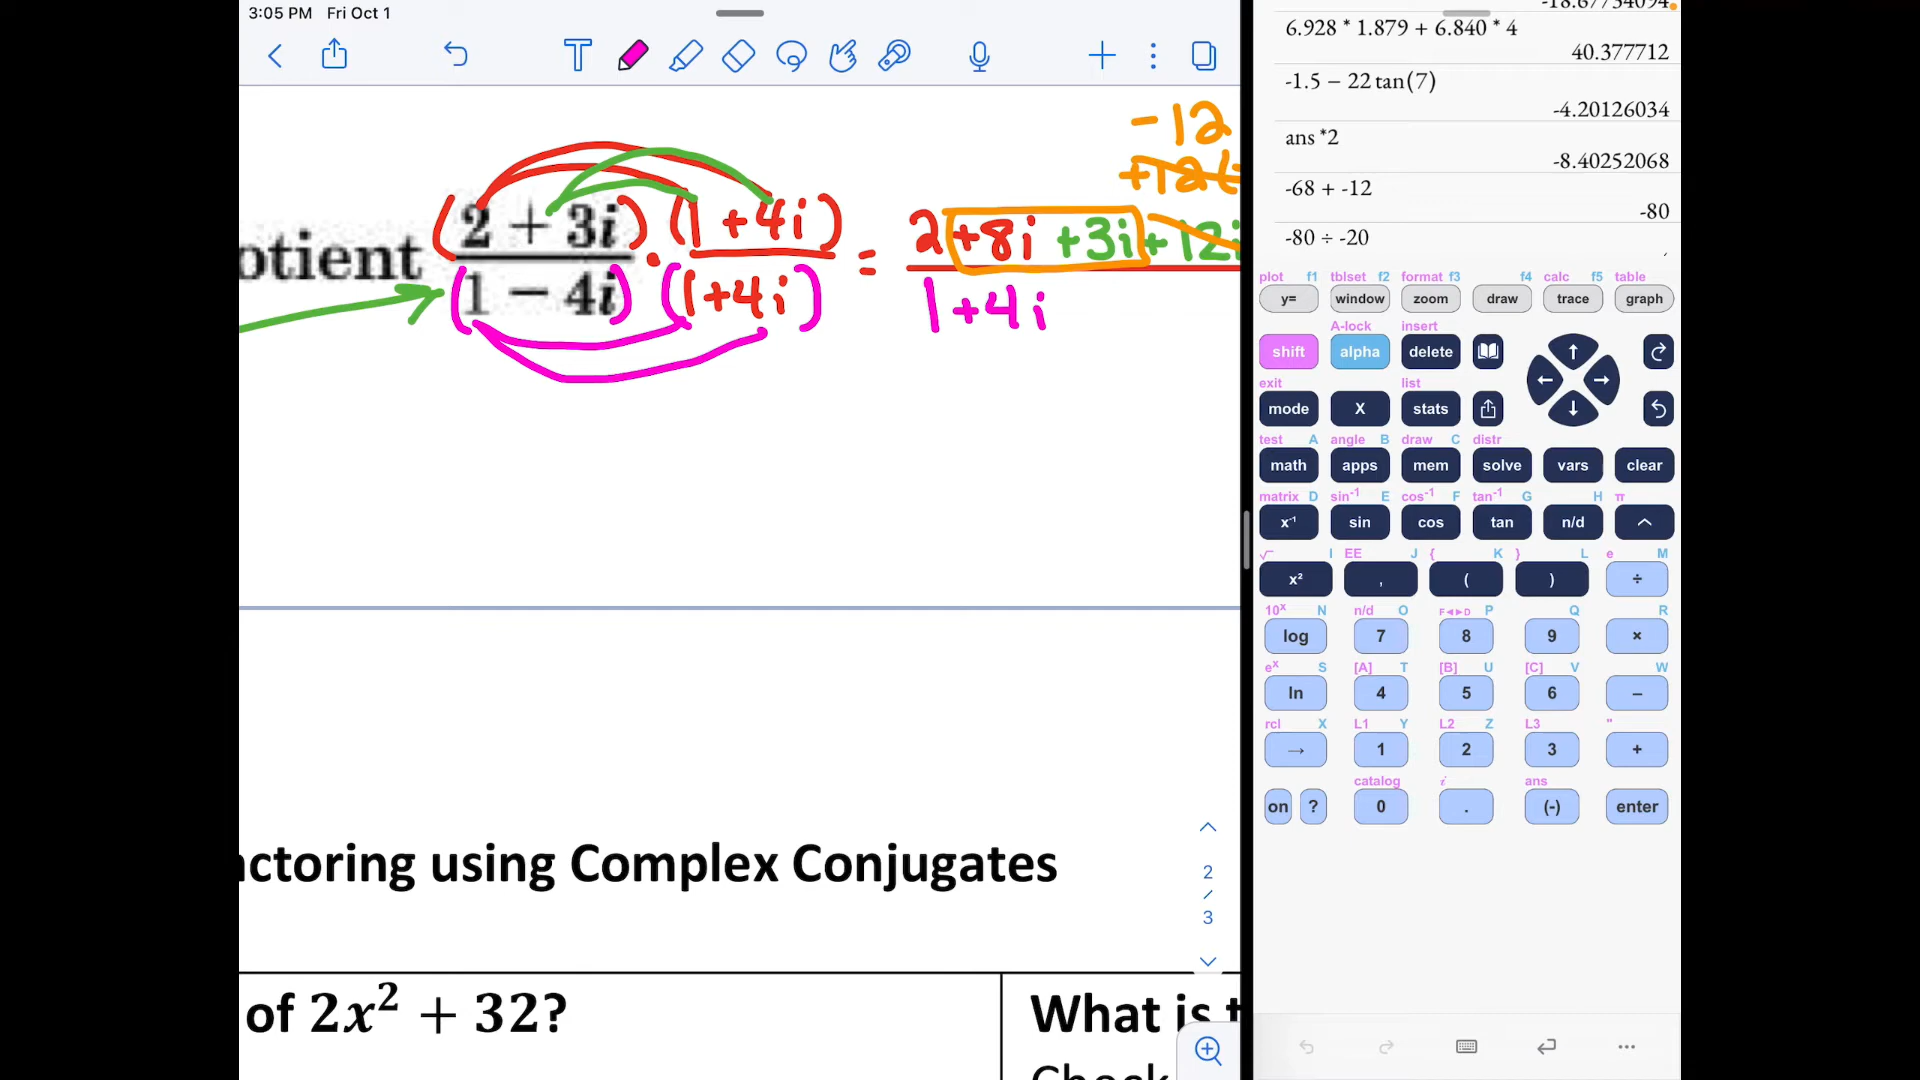 3:05 PM Fri Oct 1
T
-12
+12(
otient (2 + 3i) · (1 + 4i) = 2 +8i +3i +12i
(1 − 4i) (1 + 4i) 1 + 4i
actoring using Complex Conjugates
2
/
3
of 2x² + 32?
What is t
Check
-18.67734094
6.928 * 1.879 + 6.840 * 4
40.377712
-1.5 − 22 tan(7)
-4.20126034
ans *2
-8.40252068
-68 + -12
-80
-80 ÷ -20
plot f1 tblset f2 format f3 f4 calc f5 table
y= window zoom draw trace graph
A-lock insert
shift alpha delete
exit list
mode X stats
test A angle B draw C distr
math apps mem solve vars clear
matrix D sin⁻¹ E cos⁻¹ F tan⁻¹ G H π
x⁻¹ sin cos tan n/d ^
√‾ I EE J { K } L e M
x² , ( ) ÷
10ˣ N n/d O F◄►D P Q R
log 7 8 9 ×
eˣ S [A] T [B] U [C] V W
ln 4 5 6 −
rcl X L1 Y L2 Z L3 "
→ 1 2 3 +
catalog i ans
on ? 0 . (-) enter